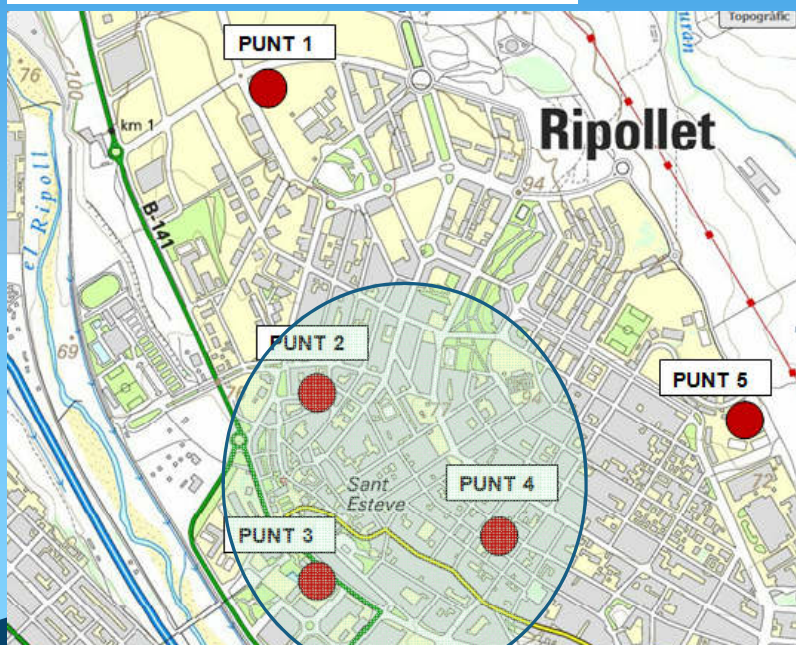 Topogràfic
PUNT 1
76
100
km 1
Ripollet
94
el Ripoll
B-141
69
PUNT 2
PUNT 5
94
72
Sant
Esteve
PUNT 4
PUNT 3